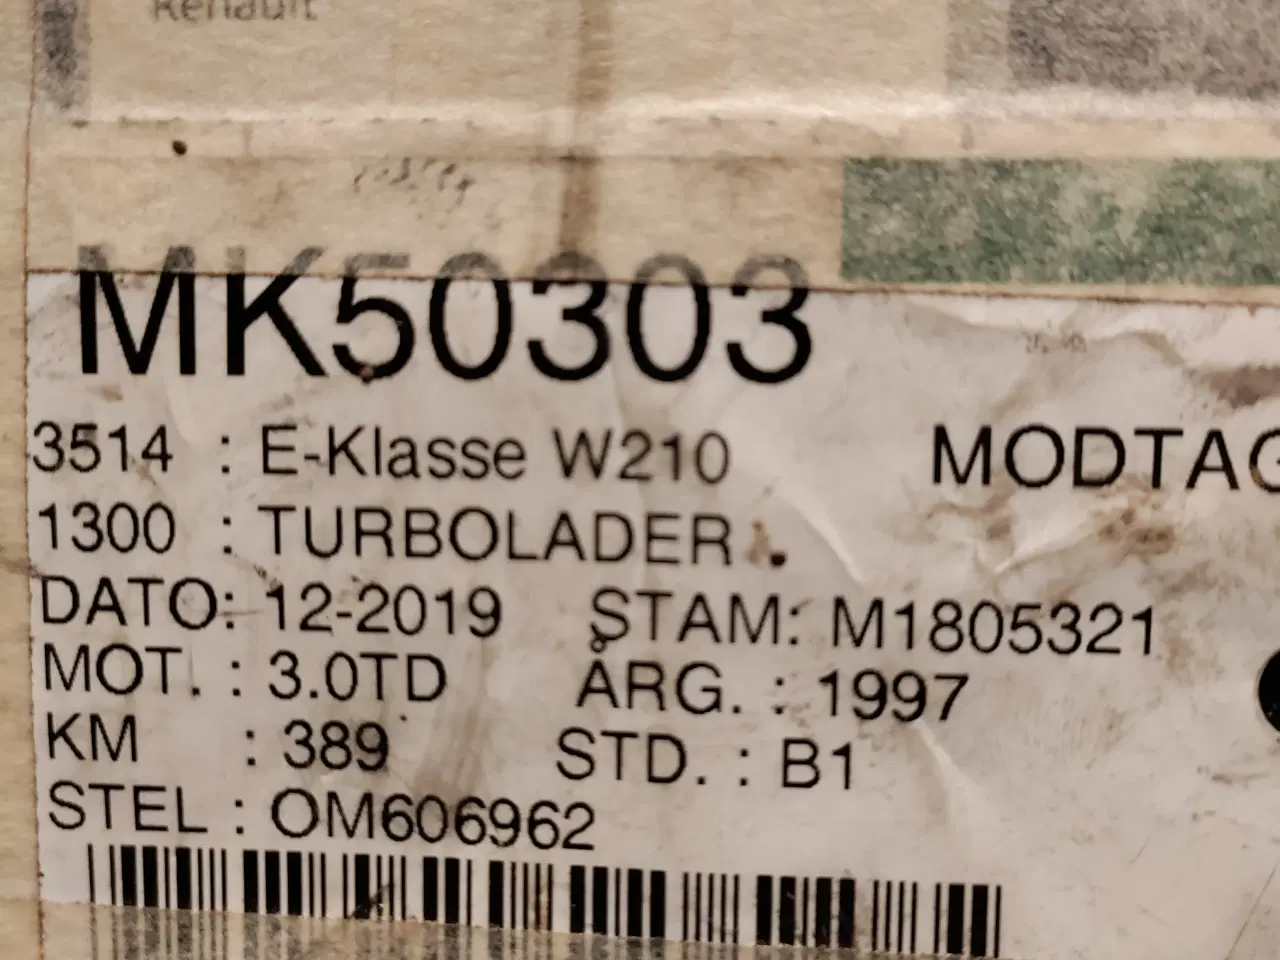 Renault
MK50303
3514 : E-Klasse W210 MODTAG
1300 : TURBOLADER .
DATO: 12-2019 STAM: M1805321
MOT. : 3.0TD ÅRG. : 1997
KM : 389 STD. : B1
STEL : OM606962